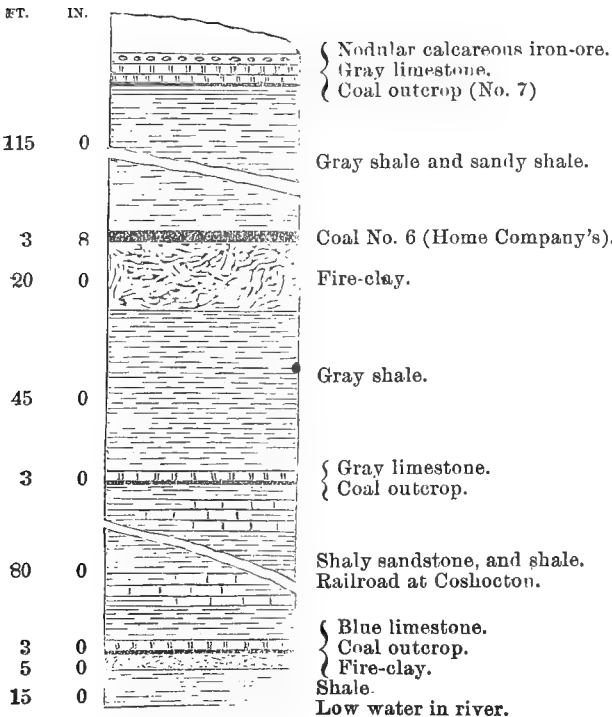 FT. IN.
Nodular calcareous iron-ore.
Gray limestone.
Coal outcrop (No. 7)
115 0 Gray shale and sandy shale.
3 8 Coal No. 6 (Home Company's).
20 0 Fire-clay.
Gray shale.
45 0
Gray limestone.
3 0 Coal outcrop.
80 0 Shaly sandstone, and shale.
Railroad at Coshocton.
Blue limestone.
3 0 Coal outcrop.
5 0 Fire-clay.
15 0 Shale.
Low water in river.